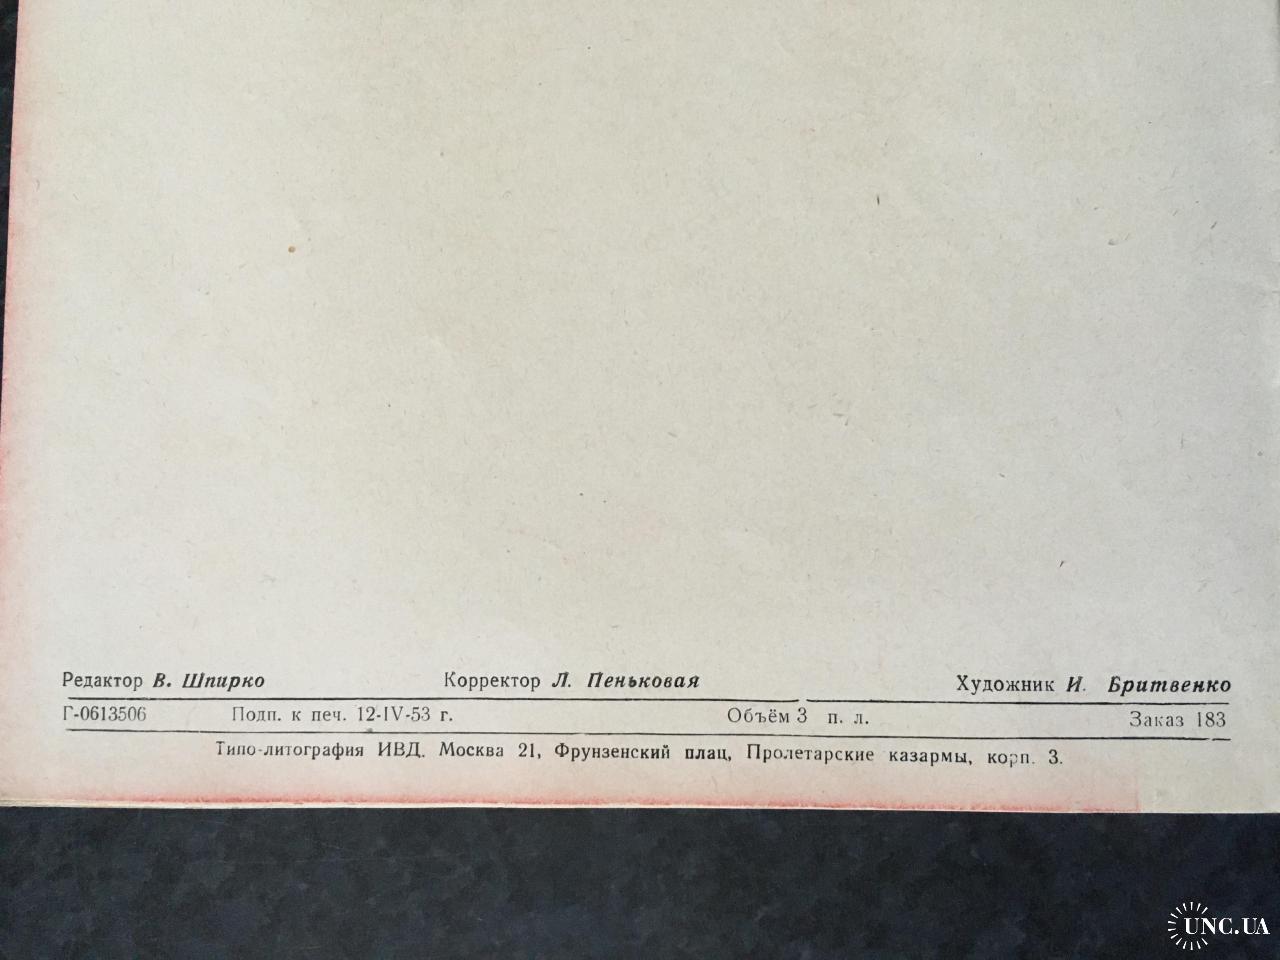 Редактор В. Шпирко Корректор Л. Пеньковая Художник И. Бритвенко
Г-0613506 Подп. к печ. 12-IV-53 г. Объём 3 п. л. Заказ 183
Типо-литография ИВД. Москва 21, Фрунзенский плац, Пролетарские казармы, корп. 3.
UNC.UA